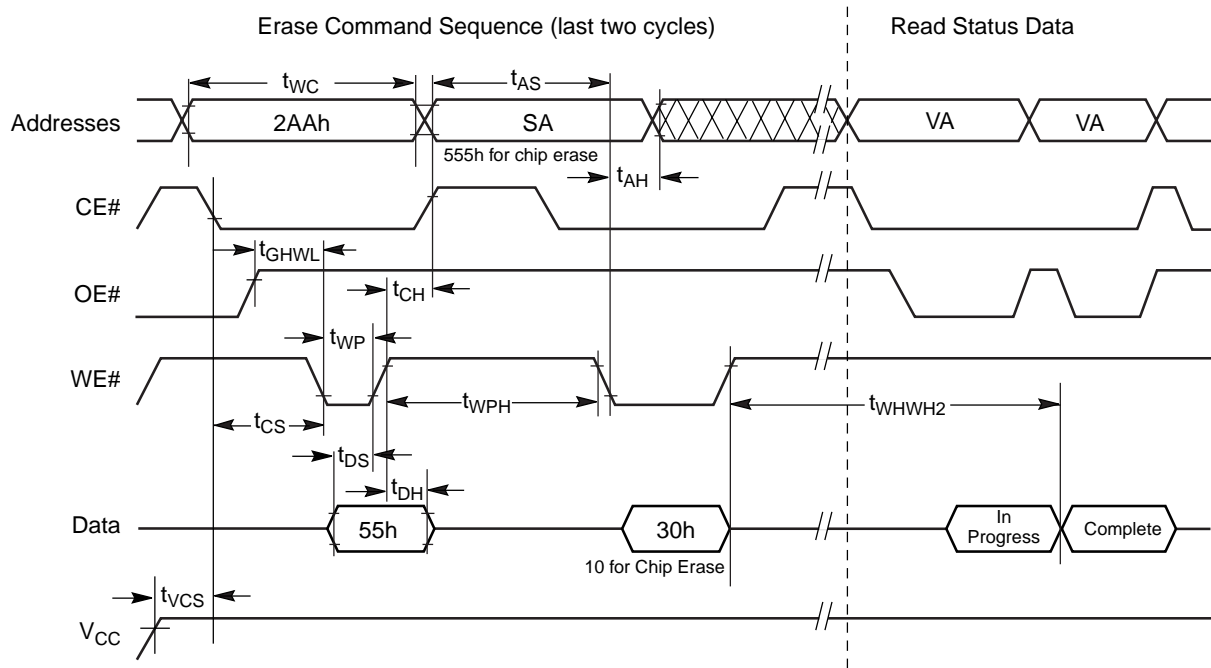 Erase Command Sequence (last two cycles)
Read Status Data
tWC
tAS
Addresses
2AAh
SA
VA
VA
555h for chip erase
tAH
CE#
tGHWL
tCH
OE#
tWP
WE#
tWPH
tWHWH2
tCS
tDS
tDH
Data
55h
30h
In
Progress
Complete
10 for Chip Erase
tVCS
VCC